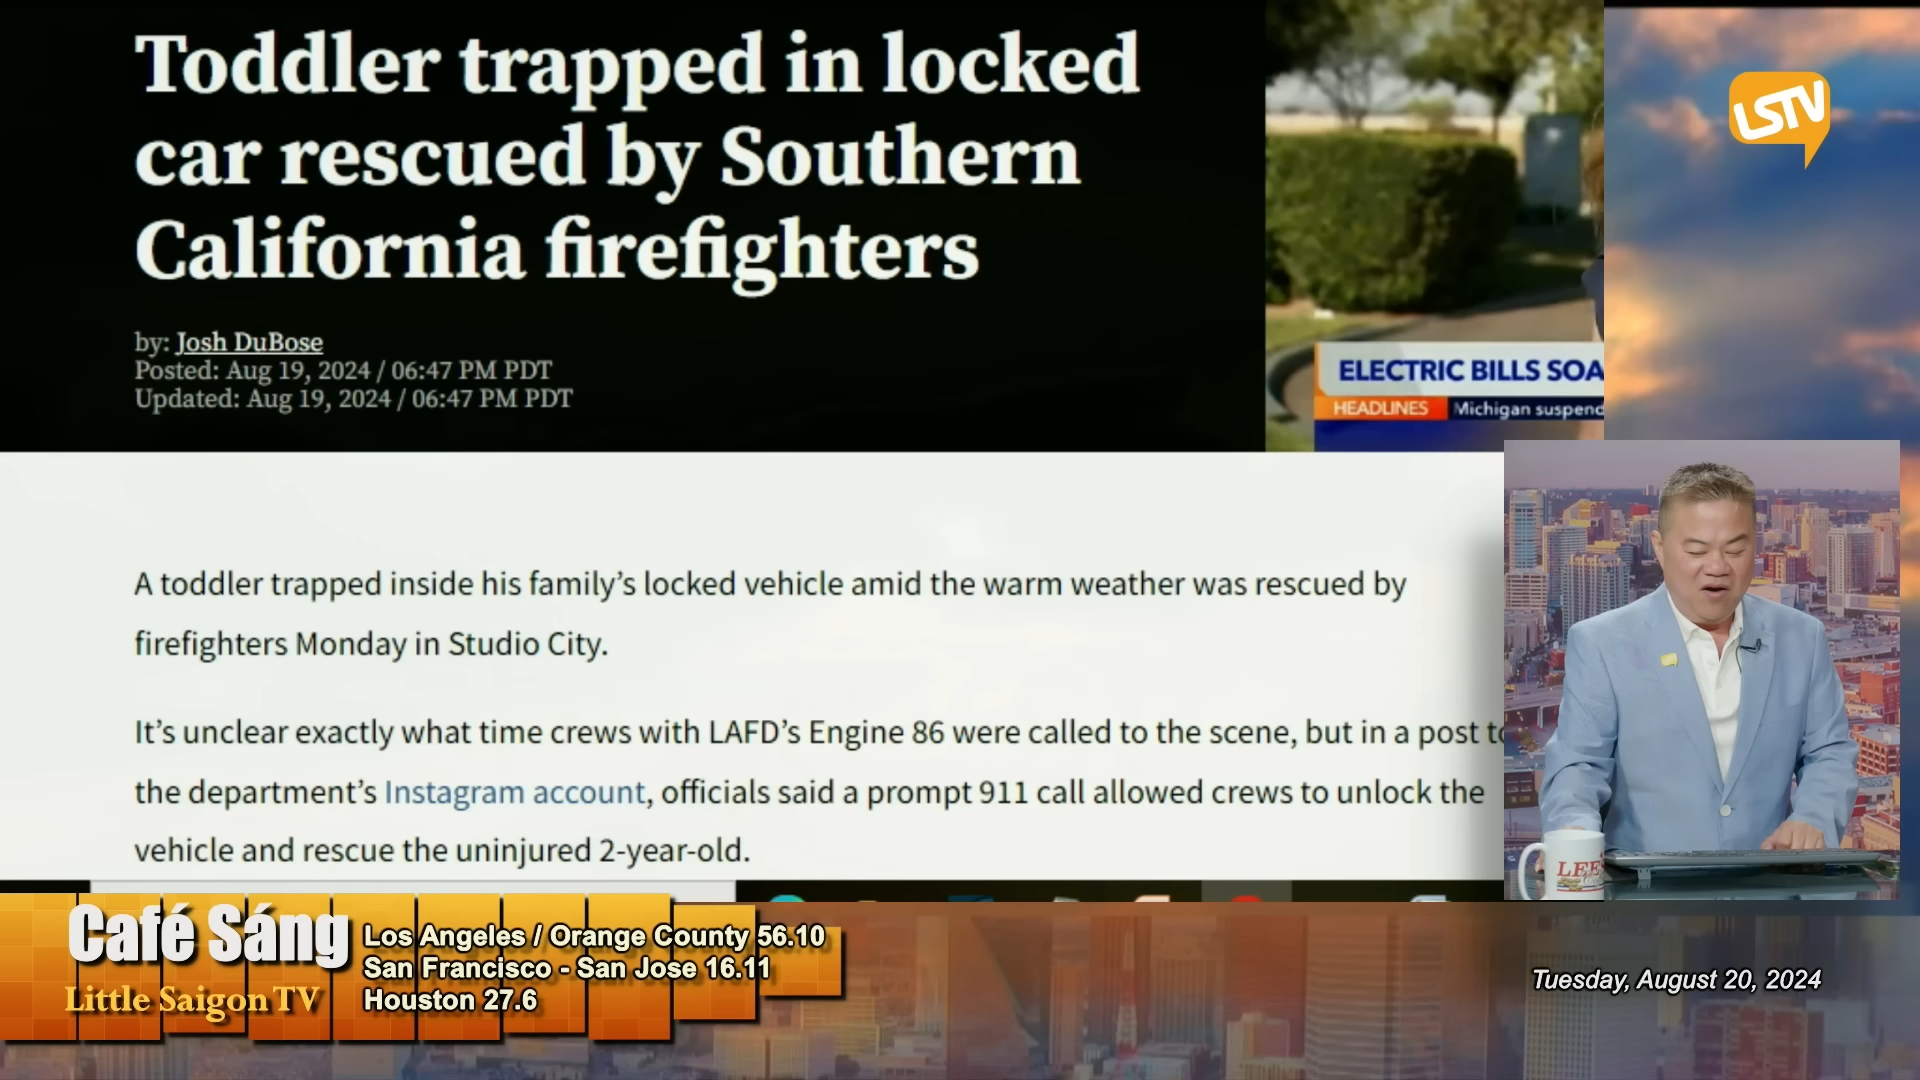 Toddler trapped in locked
car rescued by Southern
California firefighters
by: Josh DuBose
Posted: Aug 19, 2024 / 06:47 PM PDT
Updated: Aug 19, 2024 / 06:47 PM PDT
LSTV
ELECTRIC BILLS SOA
HEADLINES Michigan suspend
A toddler trapped inside his family's locked vehicle amid the warm weather was rescued by
firefighters Monday in Studio City.
It's unclear exactly what time crews with LAFD's Engine 86 were called to the scene, but in a post to
the department's Instagram account, officials said a prompt 911 call allowed crews to unlock the
vehicle and rescue the uninjured 2-year-old.
LEE'S
Café Sáng
Little Saigon TV
Los Angeles / Orange County 56.10
San Francisco - San Jose 16.11
Houston 27.6
Tuesday, August 20, 2024